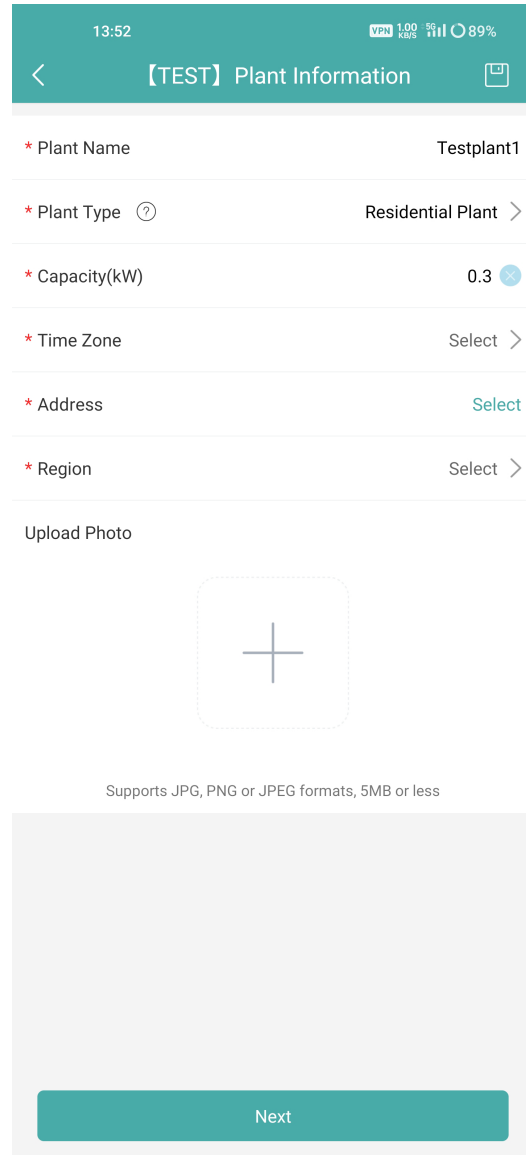 13:52 VPN 1.00 KB/S 5G 89%
【TEST】Plant Information
* Plant Name Testplant1
* Plant Type ? Residential Plant
* Capacity(kW) 0.3
* Time Zone Select
* Address Select
* Region Select
Upload Photo
Supports JPG, PNG or JPEG formats, 5MB or less
Next